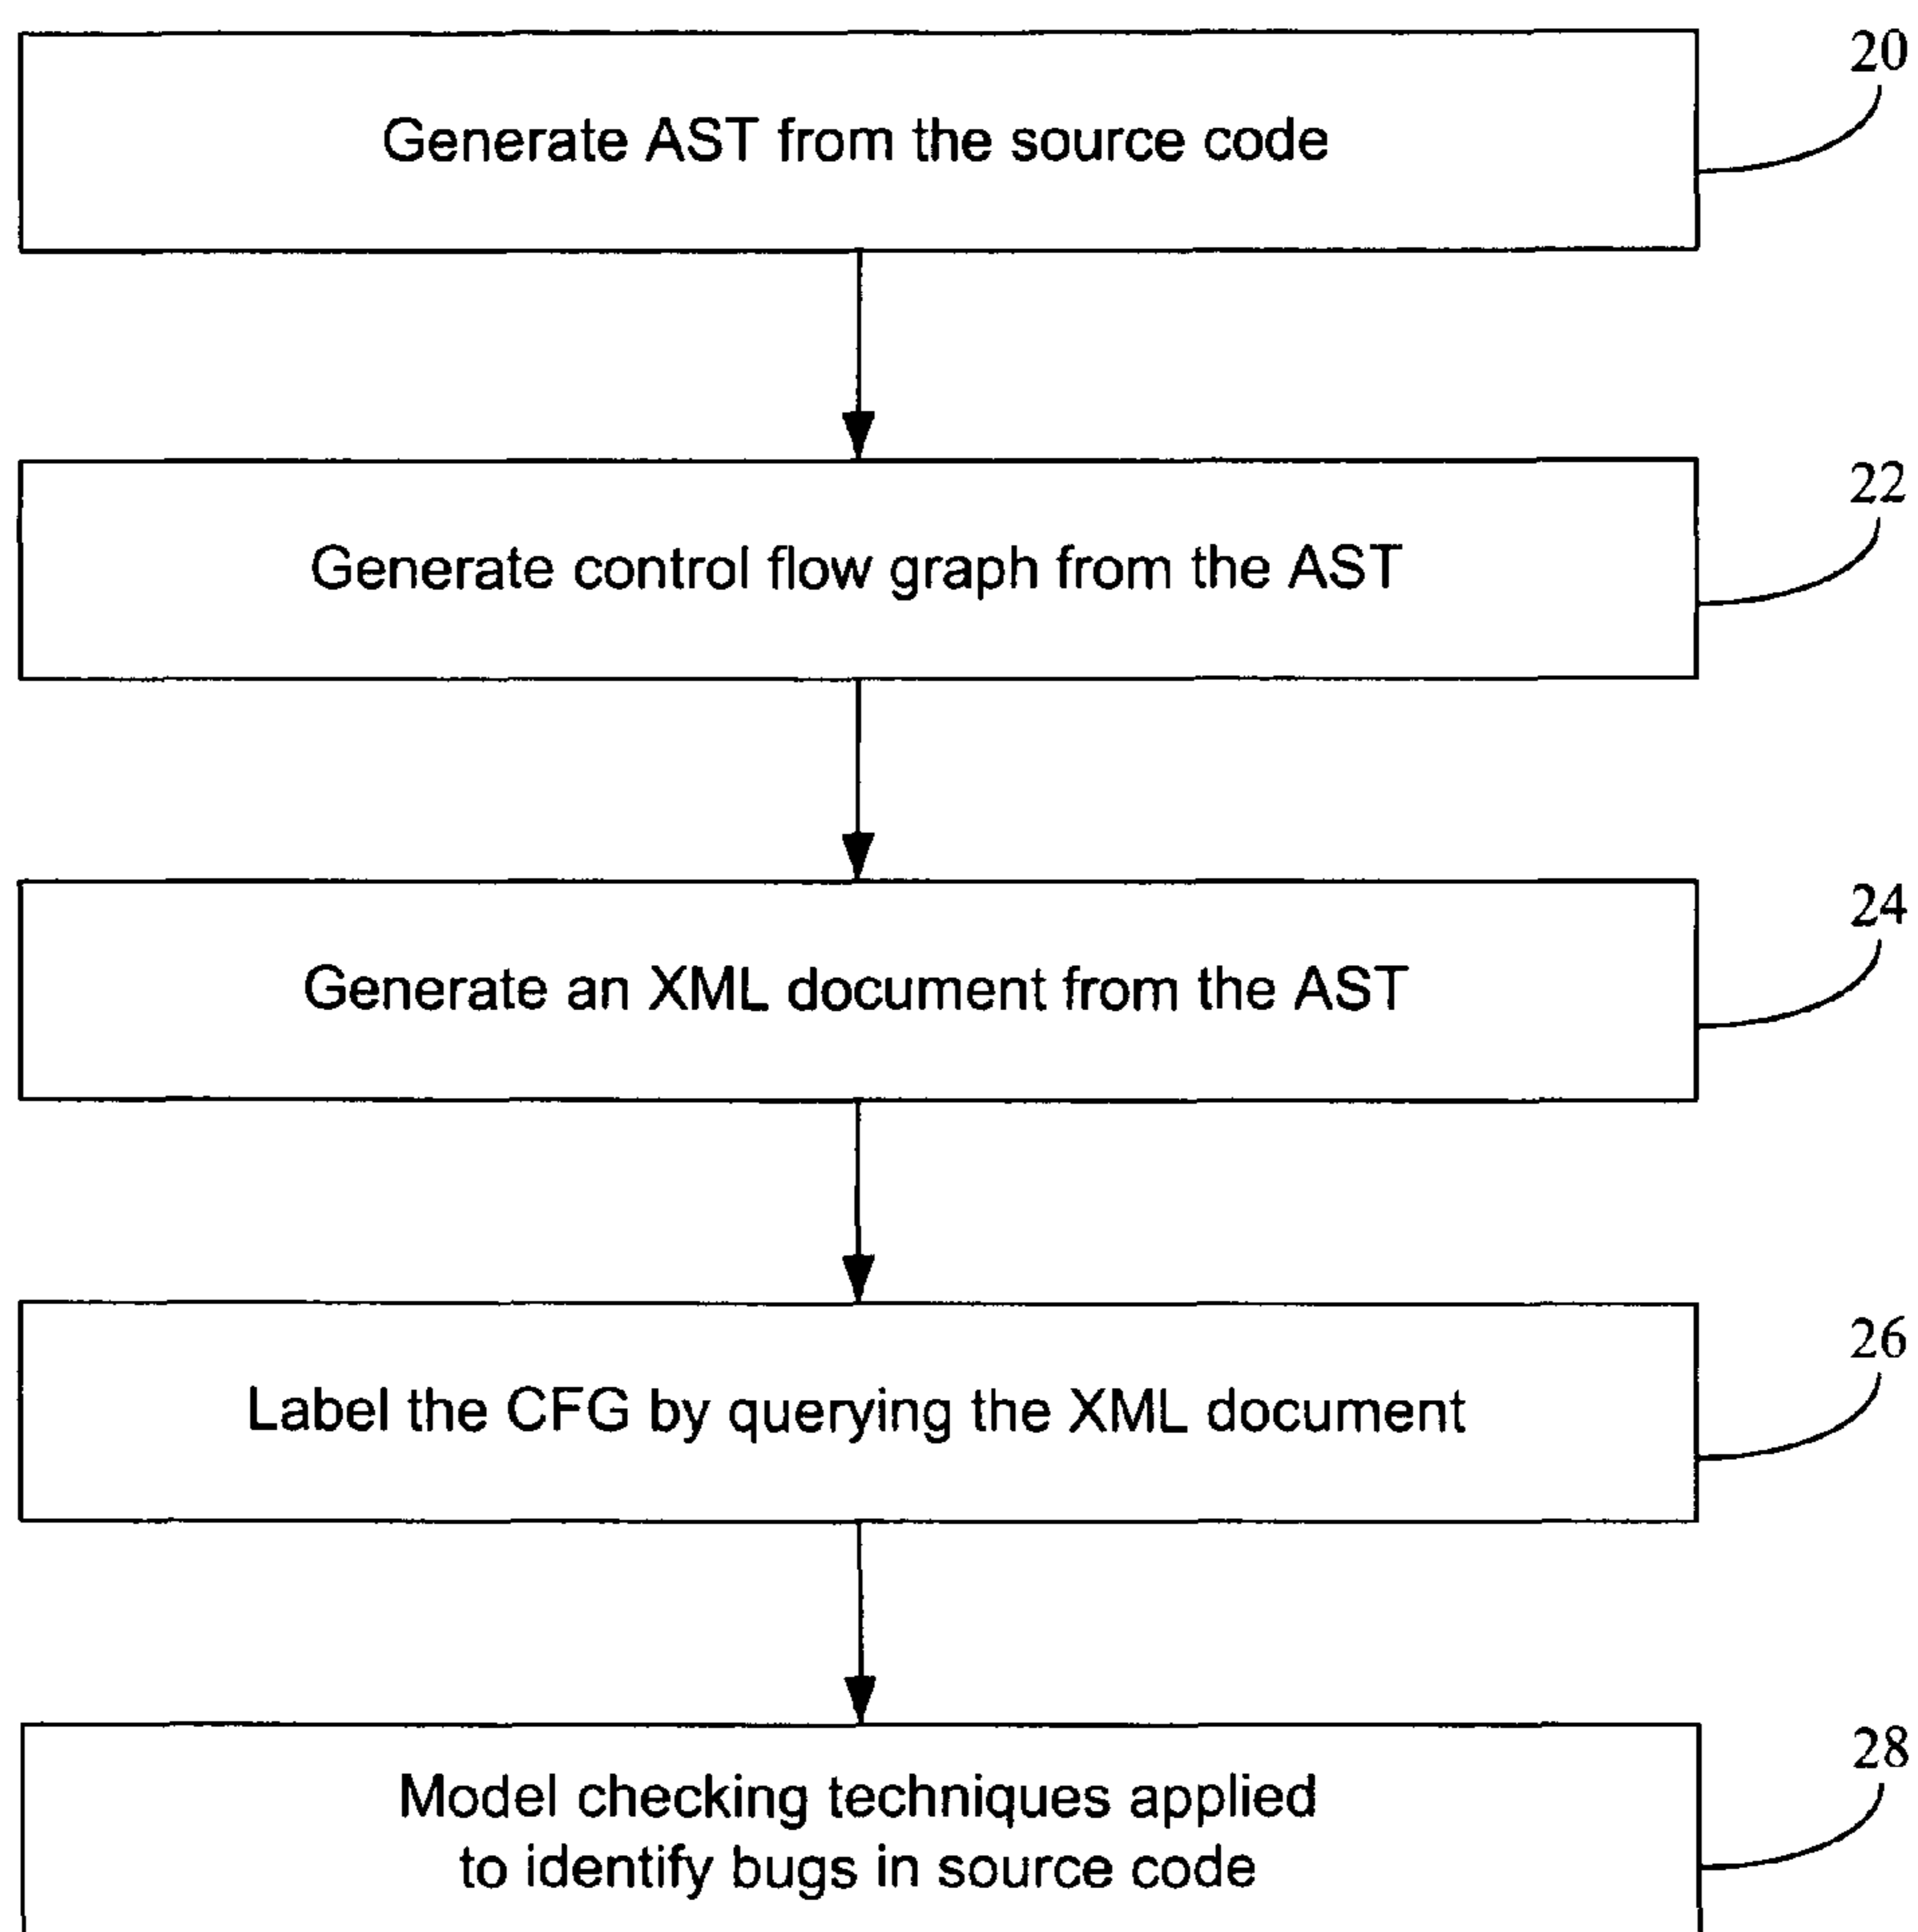 20
Generate AST from the source code
22
Generate control flow graph from the AST
24
Generate an XML document from the AST
26
Label the CFG by querying the XML document
28
Model checking techniques applied
to identify bugs in source code